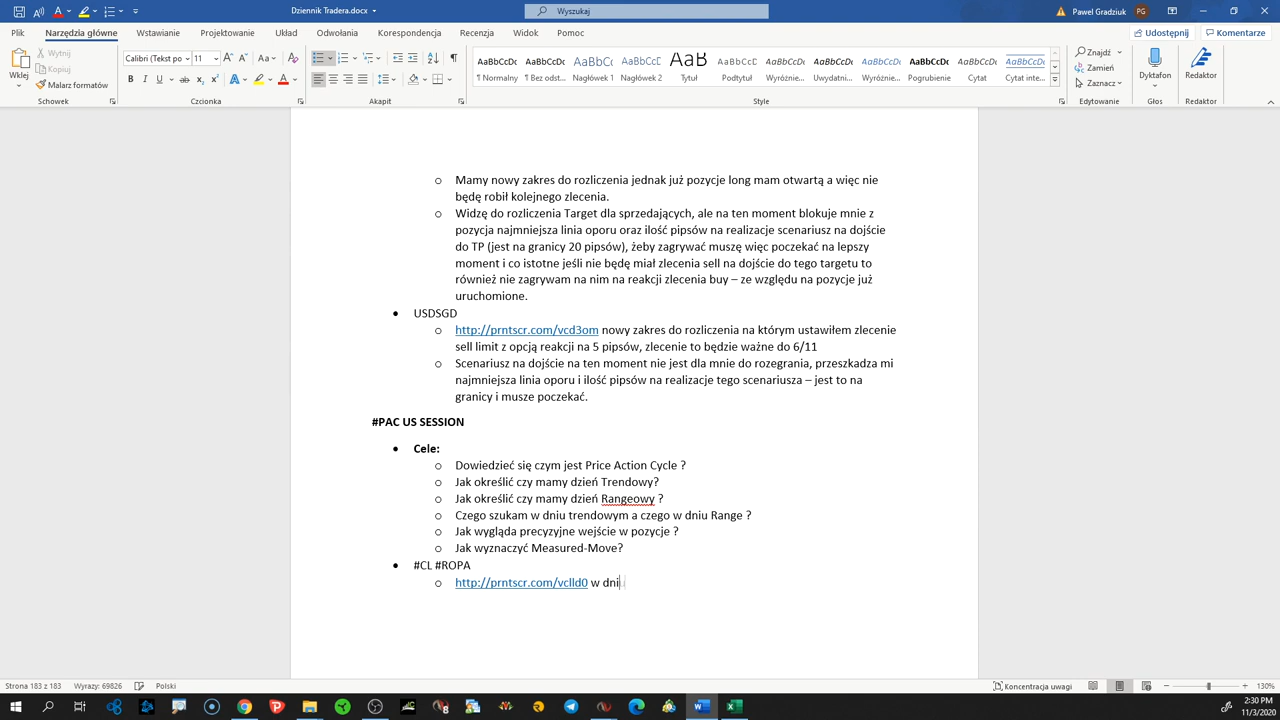 Dziennik Tradera.docx
Wyszukaj
Pawel Gradziuk
PG
Plik
Narzędzia główne
Wstawianie
Projektowanie
Układ
Odwołania
Korespondencja
Recenzja
Widok
Pomoc
Udostępnij
Komentarze
Wklej
Wytnij
Kopiuj
Malarz formatów
Schowek
Calibri (Tekst po
11
Czcionka
Akapit
AaBbCcDc
AaBbCcDc
AaBbCcC
AaBbCcC
AaB
AaBbCcC
AaBbCcDc
AaBbCcDc
AaBbCcDc
AaBbCcDc
AaBbCcDc
AaBbCcDc
¶ Normalny
¶ Bez odst...
Nagłówek 1
Nagłówek 2
Tytuł
Podtytuł
Wyróżnie...
Uwydatni...
Wyróżnie...
Pogrubienie
Cytat
Cytat inte...
Style
Znajdź
Zamień
Zaznacz
Edytowanie
Dyktafon
Głos
Redaktor
Redaktor
o Mamy nowy zakres do rozliczenia jednak już pozycje long mam otwartą a więc nie
będę robił kolejnego zlecenia.
o Widzę do rozliczenia Target dla sprzedających, ale na ten moment blokuje mnie z
pozycja najmniejsza linia oporu oraz ilość pipsów na realizacje scenariusz na dojście
do TP (jest na granicy 20 pipsów), żeby zagrywać muszę więc poczekać na lepszy
moment i co istotne jeśli nie będę miał zlecenia sell na dojście do tego targetu to
również nie zagrywam na nim na reakcji zlecenia buy – ze względu na pozycje już
uruchomione.
• USDSGD
o http://prntscr.com/vcd3om nowy zakres do rozliczenia na którym ustawiłem zlecenie
sell limit z opcją reakcji na 5 pipsów, zlecenie to będzie ważne do 6/11
o Scenariusz na dojście na ten moment nie jest dla mnie do rozegrania, przeszkadza mi
najmniejsza linia oporu i ilość pipsów na realizacje tego scenariusza – jest to na
granicy i musze poczekać.
#PAC US SESSION
• Cele:
o Dowiedzieć się czym jest Price Action Cycle ?
o Jak określić czy mamy dzień Trendowy?
o Jak określić czy mamy dzień Rangeowy ?
o Czego szukam w dniu trendowym a czego w dniu Range ?
o Jak wygląda precyzyjne wejście w pozycje ?
o Jak wyznaczyć Measured-Move?
• #CL #ROPA
o http://prntscr.com/vclld0 w dni
Strona 183 z 183
Wyrazy: 69826
Polski
Koncentracja uwagi
130%
2:30 PM
11/3/2020